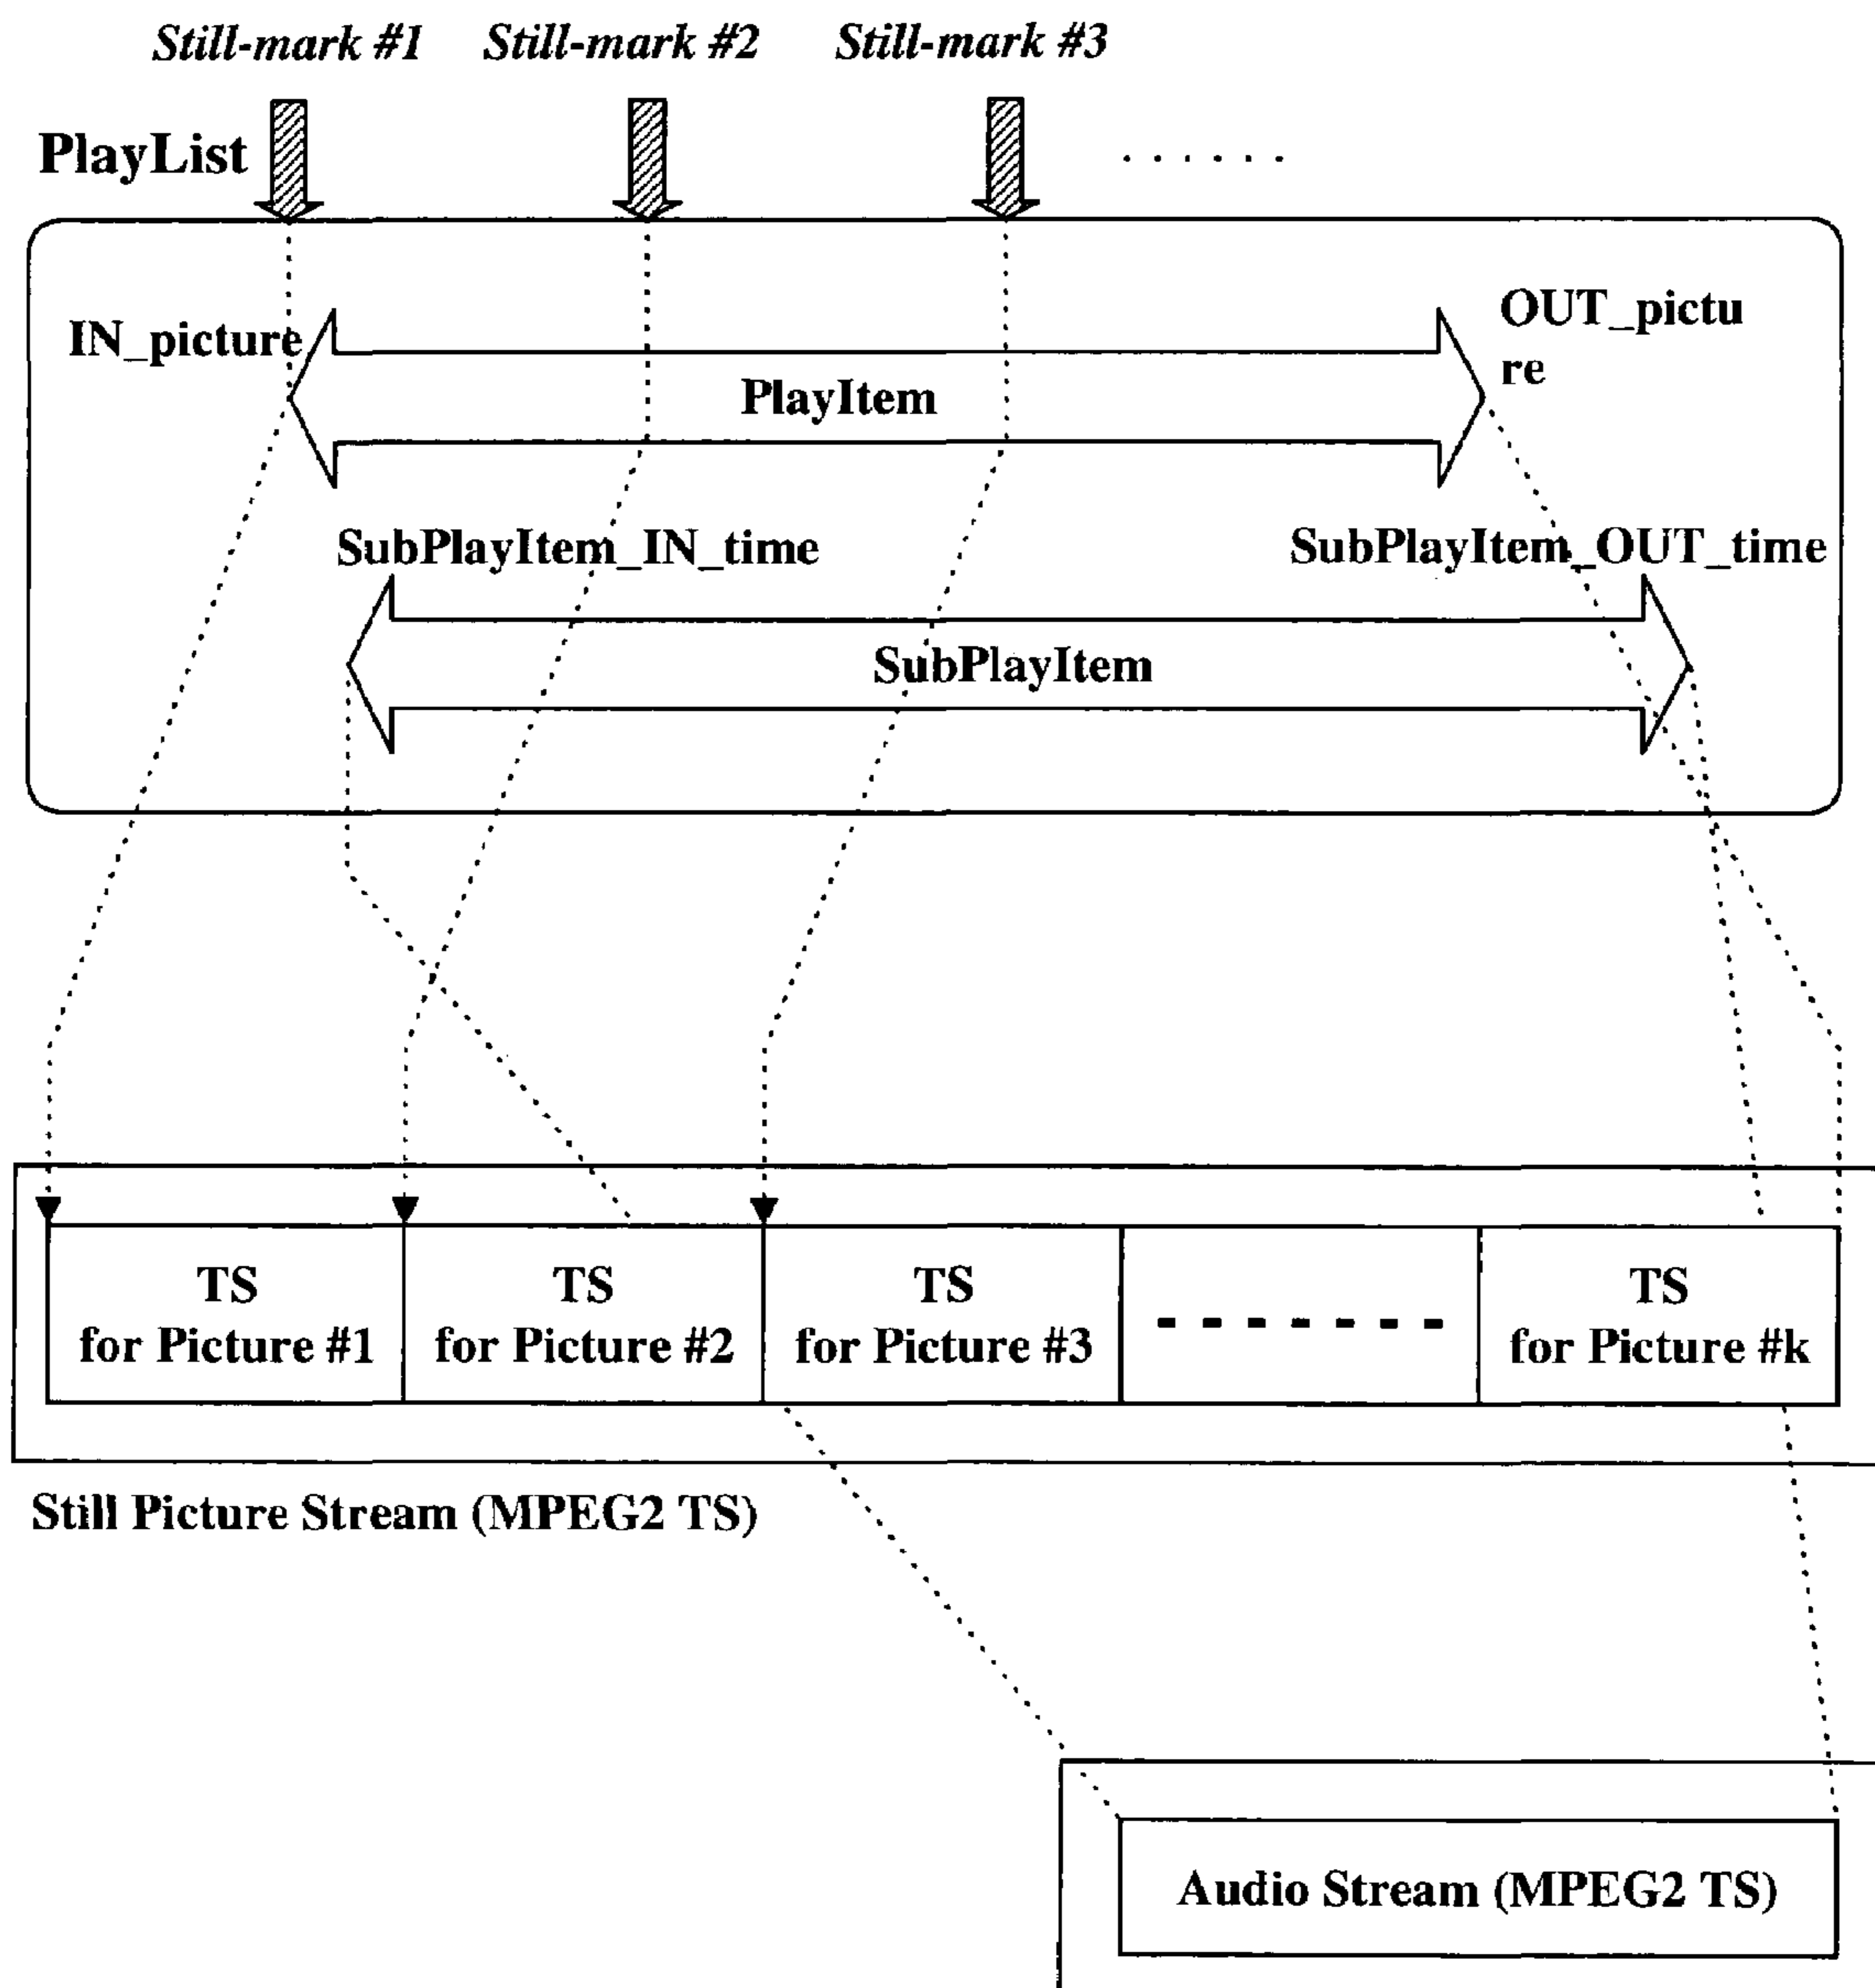 Still-mark #1 Still-mark #2 Still-mark #3
PlayList
IN_picture
OUT_pictu
re
PlayItem
SubPlayItem_IN_time
SubPlayItem_OUT_time
SubPlayItem
TS
for Picture #1
TS
for Picture #2
TS
for Picture #3
TS
for Picture #k
Still Picture Stream (MPEG2 TS)
Audio Stream (MPEG2 TS)